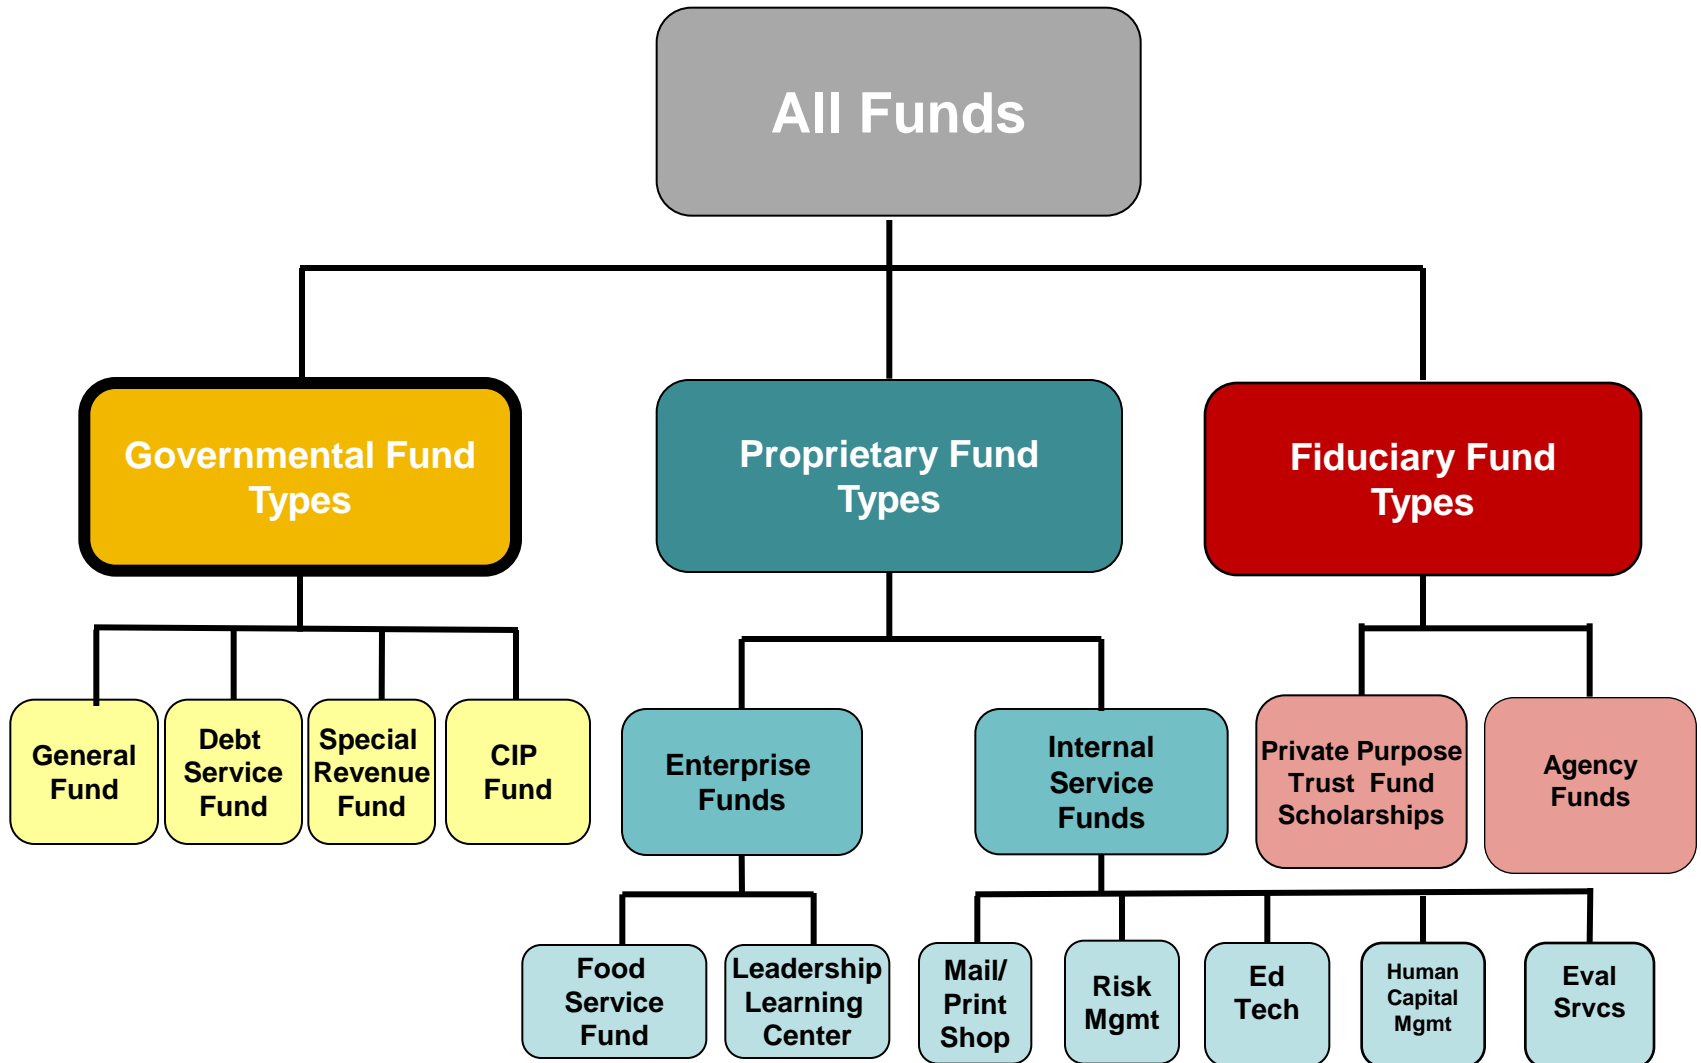 All Funds
Governmental Fund
Types
Proprietary Fund
Types
Fiduciary Fund
Types
General
Fund
Debt
Service
Fund
Special
Revenue
Fund
CIP
Fund
Enterprise
Funds
Internal
Service
Funds
Private Purpose
Trust Fund
Scholarships
Agency
Funds
Food
Service
Fund
Leadership
Learning
Center
Mail/
Print
Shop
Risk
Mgmt
Ed
Tech
Human
Capital
Mgmt
Eval
Srvcs